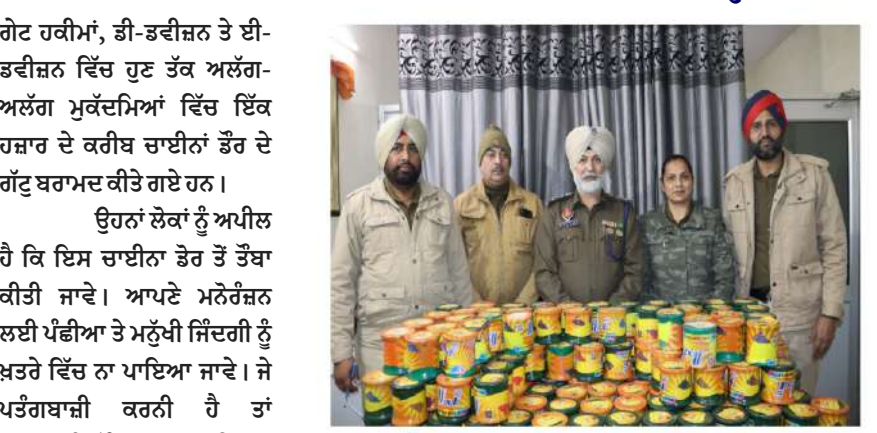 ਗੇਟ ਹਕੀਮਾਂ, ਡੀ-ਡਵੀਜ਼ਨ ਤੇ ਈ-
ਡਵੀਜ਼ਨ ਵਿੱਚ ਹੁਣ ਤੱਕ ਅਲੱਗ-
ਅਲੱਗ ਮੁਕੱਦਮਿਆਂ ਵਿੱਚ ਇੱਕ
ਹਜ਼ਾਰ ਦੇ ਕਰੀਬ ਚਾਈਨਾਂ ਡੌਰ ਦੇ
ਗੱਟੂ ਬਰਾਮਦ ਕੀਤੇ ਗਏ ਹਨ।
ਉਹਨਾਂ ਲੋਕਾਂ ਨੂੰ ਅਪੀਲ
ਹੈ ਕਿ ਇਸ ਚਾਈਨਾ ਡੋਰ ਤੋਂ ਤੌਬਾ
ਕੀਤੀ ਜਾਵੇ। ਆਪਣੇ ਮਨੋਰੰਜ਼ਨ
ਲਈ ਪੰਛੀਆ ਤੇ ਮਨੁੱਖੀ ਜਿੰਦਗੀ ਨੂੰ
ਖ਼ਤਰੇ ਵਿੱਚ ਨਾ ਪਾਇਆ ਜਾਵੇ। ਜੇ
ਪਤੰਗਬਾਜ਼ੀ ਕਰਨੀ ਹੈ ਤਾਂ